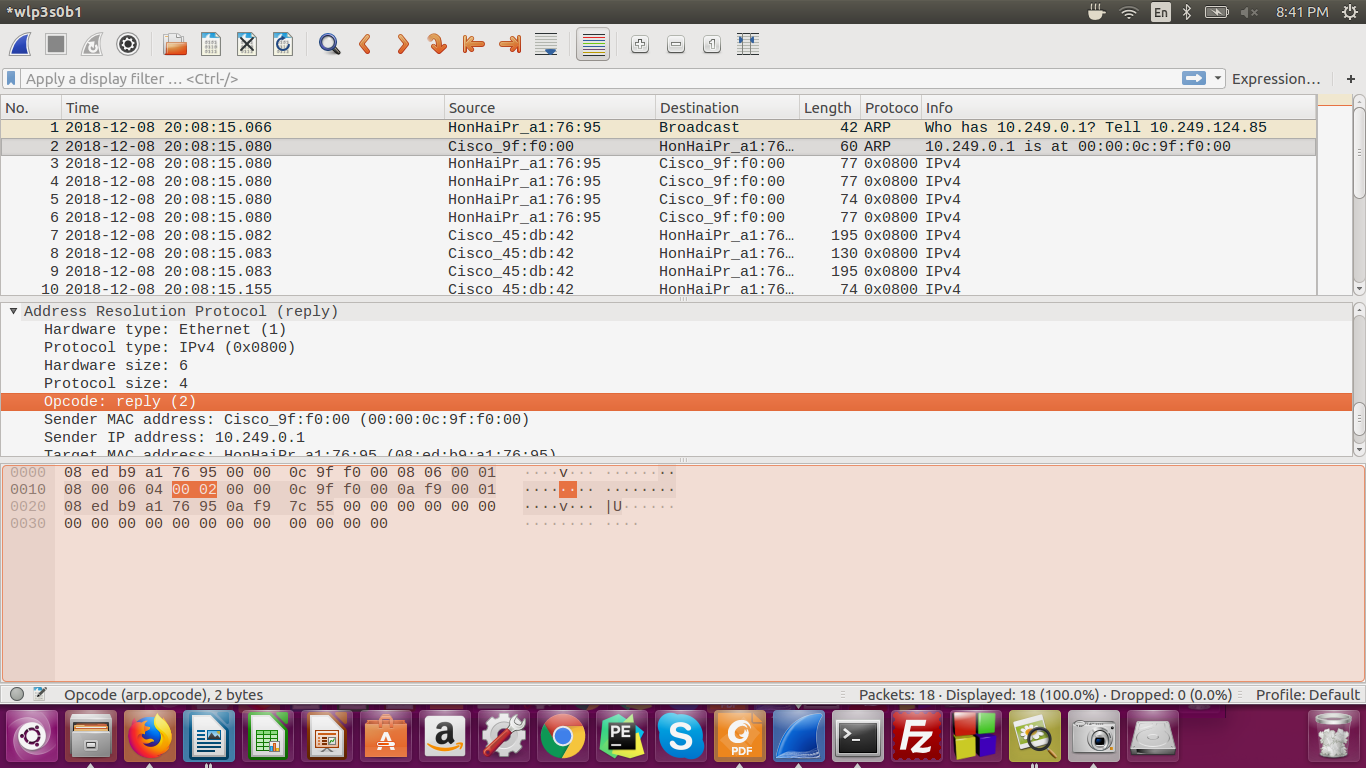 *wlp3s0b1
En
8:41 PM
Apply a display filter … <Ctrl-/>
Expression…
+
No. Time Source Destination Length Protoco Info
1 2018-12-08 20:08:15.066 HonHaiPr_a1:76:95 Broadcast 42 ARP Who has 10.249.0.1? Tell 10.249.124.85
2 2018-12-08 20:08:15.080 Cisco_9f:f0:00 HonHaiPr_a1:76… 60 ARP 10.249.0.1 is at 00:00:0c:9f:f0:00
3 2018-12-08 20:08:15.080 HonHaiPr_a1:76:95 Cisco_9f:f0:00 77 0x0800 IPv4
4 2018-12-08 20:08:15.080 HonHaiPr_a1:76:95 Cisco_9f:f0:00 77 0x0800 IPv4
5 2018-12-08 20:08:15.080 HonHaiPr_a1:76:95 Cisco_9f:f0:00 74 0x0800 IPv4
6 2018-12-08 20:08:15.080 HonHaiPr_a1:76:95 Cisco_9f:f0:00 77 0x0800 IPv4
7 2018-12-08 20:08:15.082 Cisco_45:db:42 HonHaiPr_a1:76… 195 0x0800 IPv4
8 2018-12-08 20:08:15.083 Cisco_45:db:42 HonHaiPr_a1:76… 130 0x0800 IPv4
9 2018-12-08 20:08:15.083 Cisco_45:db:42 HonHaiPr_a1:76… 195 0x0800 IPv4
10 2018-12-08 20:08:15.155 Cisco_45:db:42 HonHaiPr_a1:76… 74 0x0800 IPv4
Address Resolution Protocol (reply)
Hardware type: Ethernet (1)
Protocol type: IPv4 (0x0800)
Hardware size: 6
Protocol size: 4
Opcode: reply (2)
Sender MAC address: Cisco_9f:f0:00 (00:00:0c:9f:f0:00)
Sender IP address: 10.249.0.1
Target MAC address: HonHaiPr_a1:76:95 (08:ed:b9:a1:76:95)
0000 08 ed b9 a1 76 95 00 00 0c 9f f0 00 08 06 00 01 ····v··· ········
0010 08 00 06 04 00 02 00 00 0c 9f f0 00 0a f9 00 01 ········ ········
0020 08 ed b9 a1 76 95 0a f9 7c 55 00 00 00 00 00 00 ····v··· |U······
0030 00 00 00 00 00 00 00 00 00 00 00 00 ········ ····
Opcode (arp.opcode), 2 bytes
Packets: 18 · Displayed: 18 (100.0%) · Dropped: 0 (0.0%)
Profile: Default
A
a
PE
S
PDF
>_
Fz